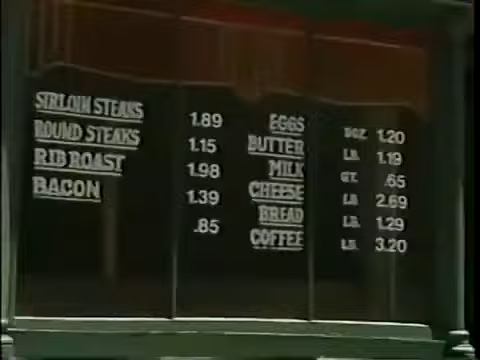 SIRLOIN STEAKS 1.89 EGGS DOZ. 1.20
ROUND STEAKS 1.15 BUTTER LB. 1.19
RIB ROAST 1.98 MILK QT. .65
BACON 1.39 CHEESE LB 2.69
.85 BREAD LB. 1.29
COFFEE LB. 3.20